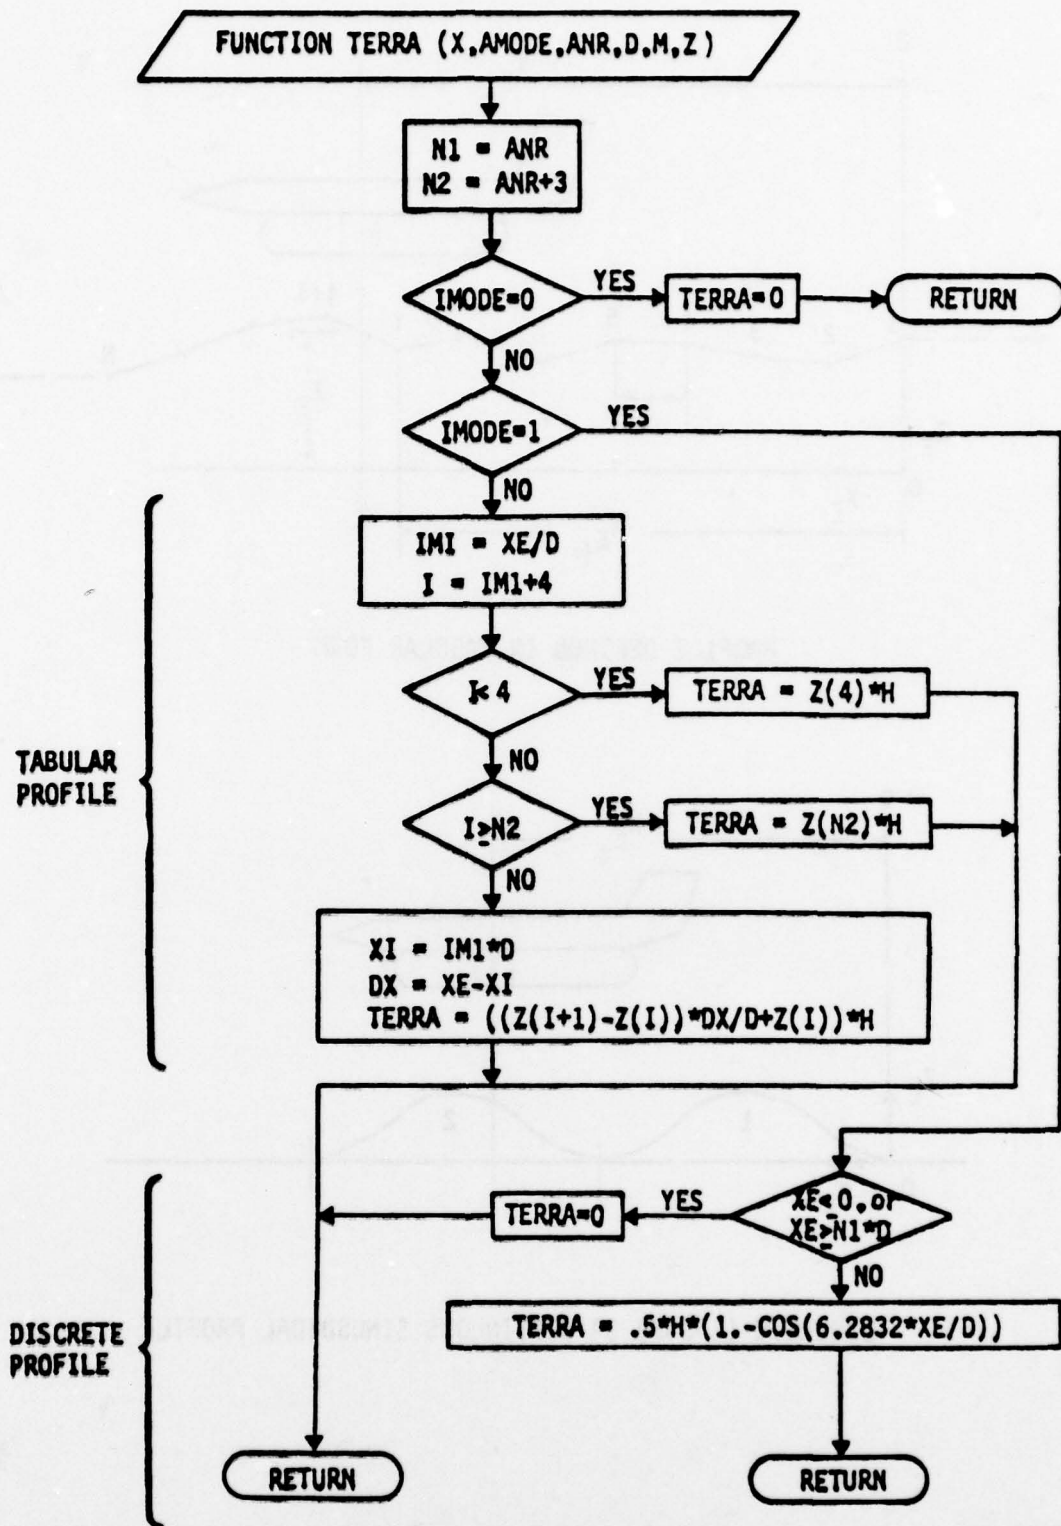 FUNCTION TERRA (X,AMODE,ANR,D,M,Z)
N1 = ANR
N2 = ANR+3
IMODE=0
YES
TERRA=0
RETURN
NO
IMODE=1
YES
NO
IMI = XE/D
I = IM1+4
I<4
YES
TERRA = Z(4)*H
NO
TABULAR
PROFILE
I≥N2
YES
TERRA = Z(N2)*H
NO
XI = IM1*D
DX = XE-XI
TERRA = ((Z(I+1)-Z(I))*DX/D+Z(I))*H
XE≤0.or
XE≥N1*D
YES
TERRA=0
NO
DISCRETE
PROFILE
TERRA = .5*H*(1.-COS(6.2832*XE/D))
RETURN
RETURN